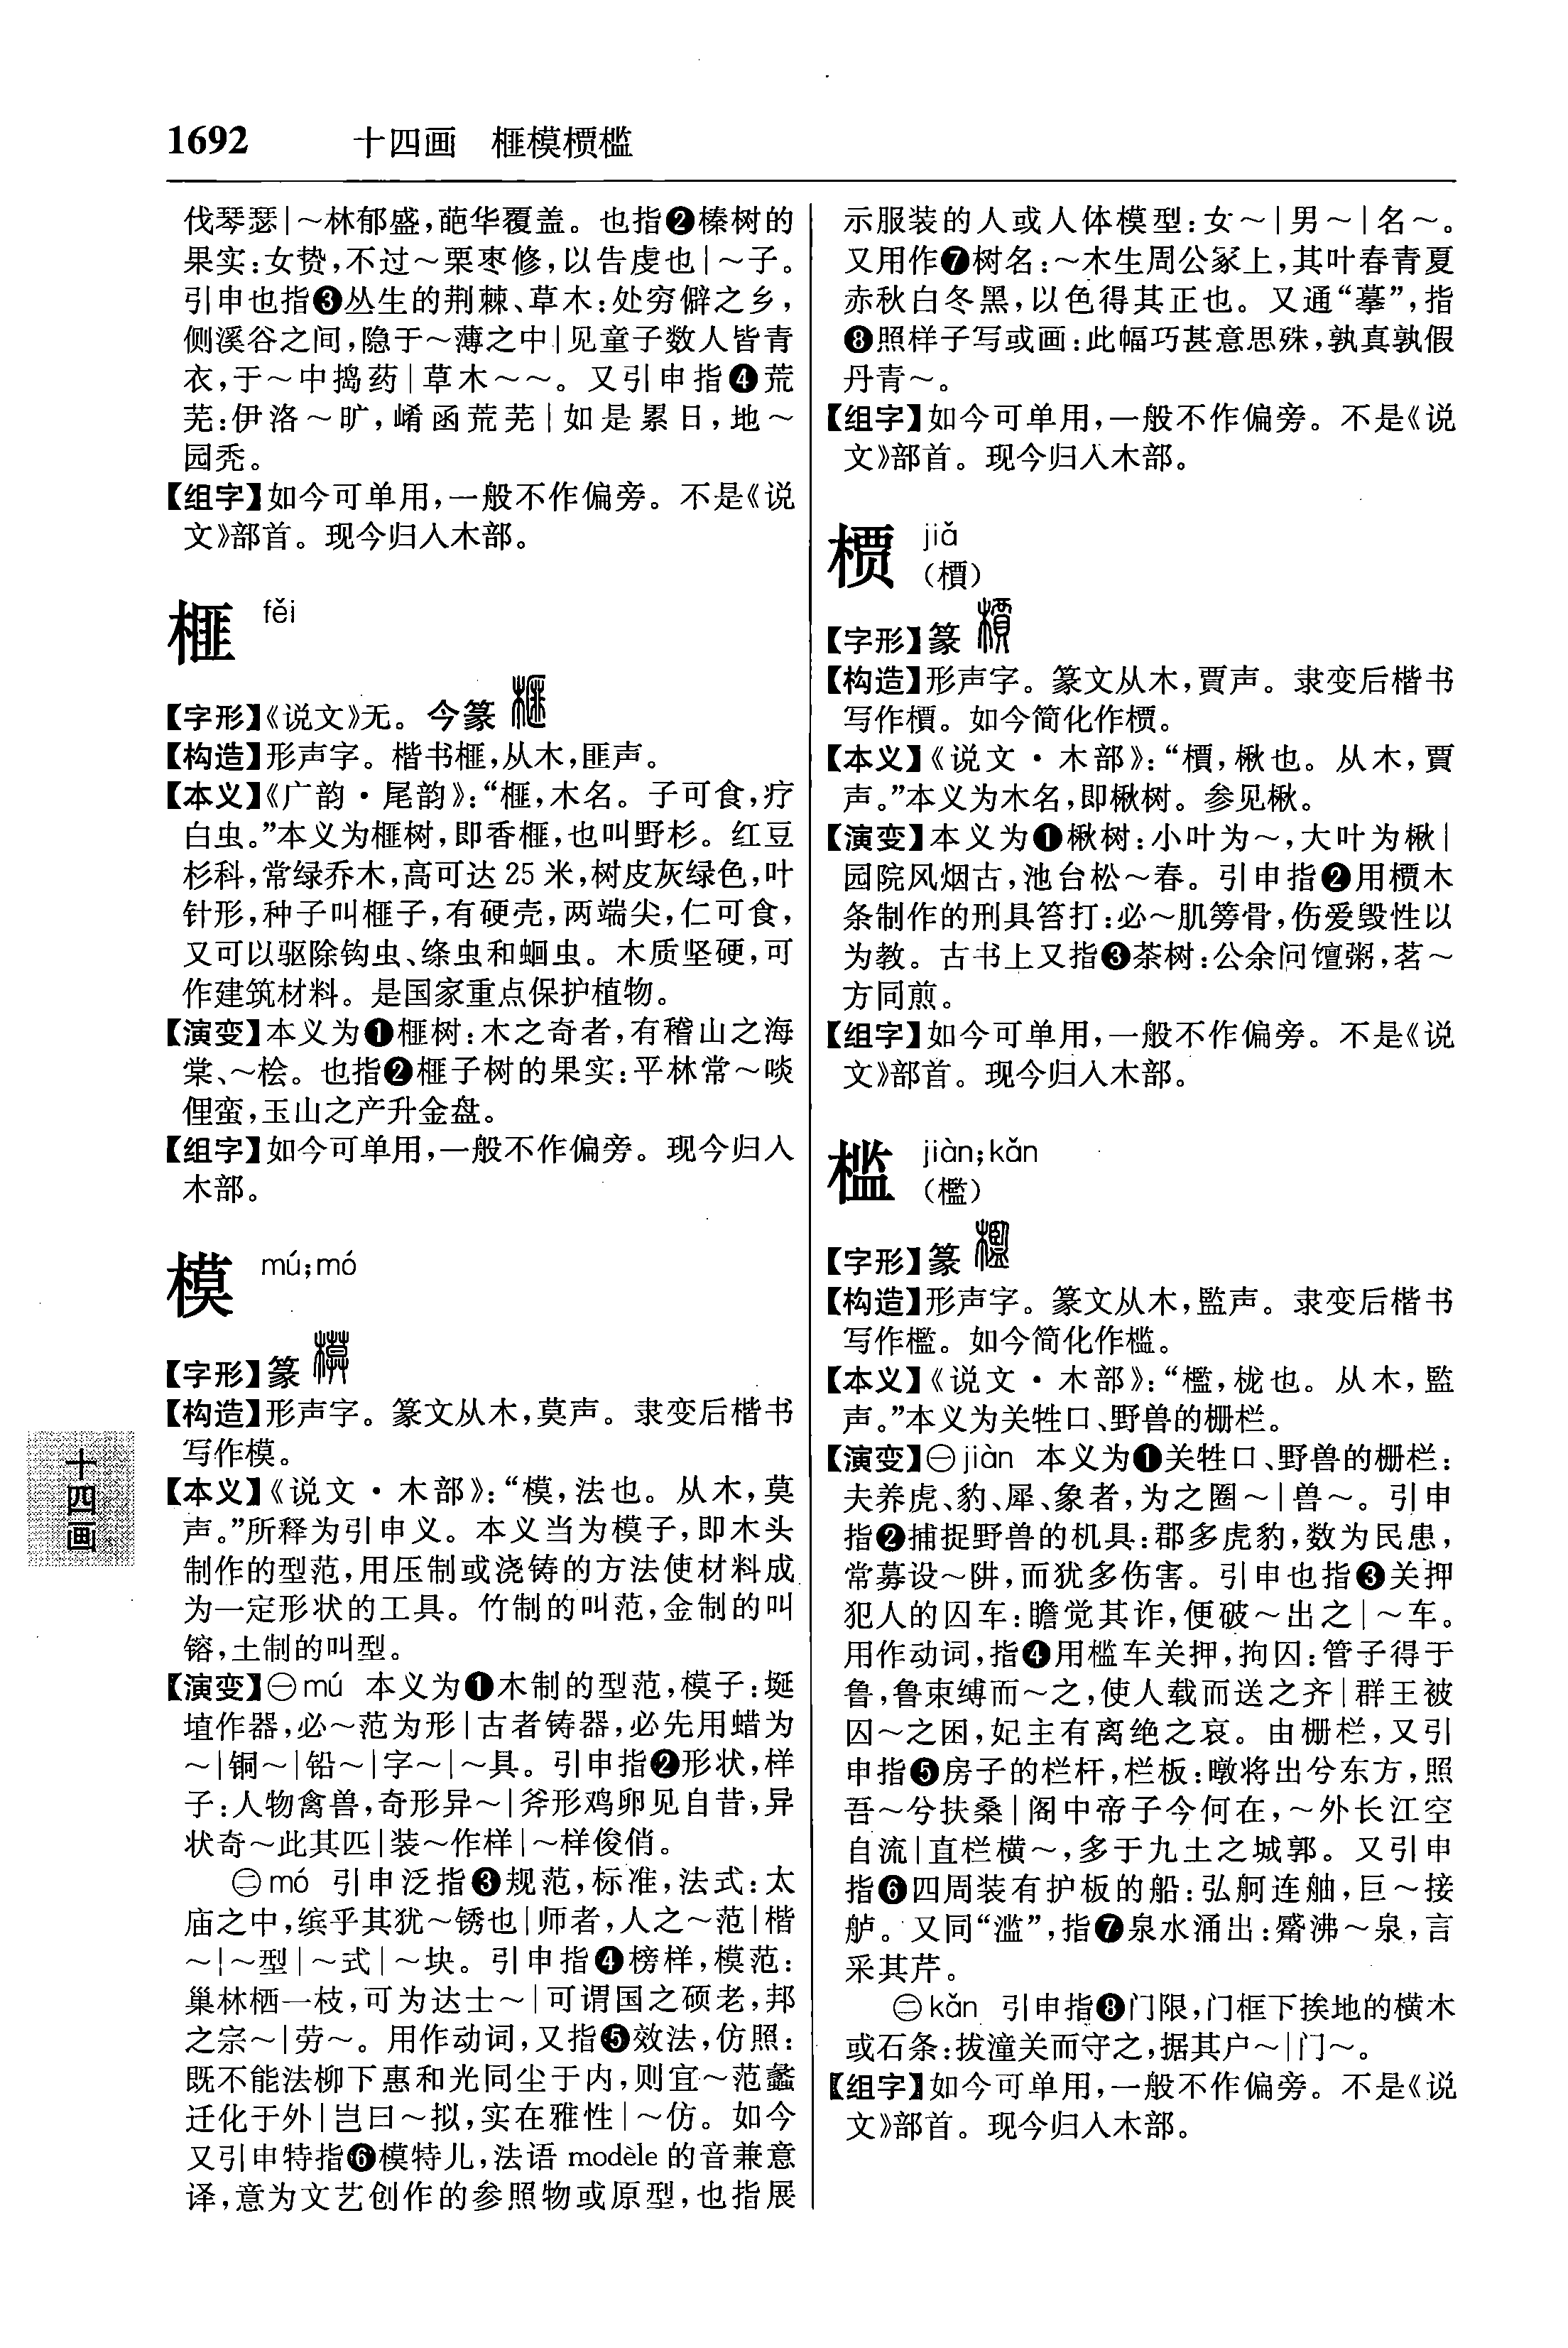 1692 十四画 榧模槚槛
伐琴瑟|～林郁盛，葩华覆盖。也指❷榛树的
果实：女贽，不过～栗枣修，以告虔也|～子。
引申也指❸丛生的荆棘、草木：处穷僻之乡，
侧溪谷之间，隐于～薄之中|见童子数人皆青
衣，于～中捣药|草木～～。又引申指❹荒
芜：伊洛～旷，崤函荒芜|如是累日，地～
园秃。
【组字】如今可单用，一般不作偏旁。不是《说
文》部首。现今归入木部。
榧 fěi
【字形】《说文》无。今篆
【构造】形声字。楷书榧，从木，匪声。
【本义】《广韵·尾韵》：“榧，木名。子可食，疗
白虫。”本义为榧树，即香榧，也叫野杉。红豆
杉科，常绿乔木，高可达25米，树皮灰绿色，叶
针形，种子叫榧子，有硬壳，两端尖，仁可食，
又可以驱除钩虫、绦虫和蛔虫。木质坚硬，可
作建筑材料。是国家重点保护植物。
【演变】本义为❶榧树：木之奇者，有稽山之海
棠、～桧。也指❷榧子树的果实：平林常～啖
俚蛮，玉山之产升金盘。
【组字】如今可单用，一般不作偏旁。现今归入
木部。
模 mú；mó
【字形】篆
【构造】形声字。篆文从木，莫声。隶变后楷书
写作模。
【本义】《说文·木部》：“模，法也。从木，莫
声。”所释为引申义。本义当为模子，即木头
制作的型范，用压制或浇铸的方法使材料成
为一定形状的工具。竹制的叫范，金制的叫
镕，土制的叫型。
【演变】㊀mú 本义为❶木制的型范，模子：埏
埴作器，必～范为形|古者铸器，必先用蜡为
～|铜～|铅～|字～|～具。引申指❷形状，样
子：人物禽兽，奇形异～|斧形鸡卵见自昔，异
状奇～此其匹|装～作样|～样俊俏。
㊁mó 引申泛指❸规范，标准，法式：太
庙之中，缤乎其犹～锈也|师者，人之～范|楷
～|～型|～式|～块。引申指❹榜样，模范：
巢林栖一枝，可为达士～|可谓国之硕老，邦
之宗～|劳～。用作动词，又指❺效法，仿照：
既不能法柳下惠和光同尘于内，则宜～范蠡
迁化于外|岂曰～拟，实在雅性|～仿。如今
又引申特指❻模特儿，法语modèle的音兼意
译，意为文艺创作的参照物或原型，也指展
示服装的人或人体模型：女～|男～|名～。
又用作❼树名：～木生周公冢上，其叶春青夏
赤秋白冬黑，以色得其正也。又通“摹”，指
❽照样子写或画：此幅巧甚意思殊，孰真孰假
丹青～。
【组字】如今可单用，一般不作偏旁。不是《说
文》部首。现今归入木部。
槚 jiǎ
（檟）
【字形】篆
【构造】形声字。篆文从木，賈声。隶变后楷书
写作檟。如今简化作槚。
【本义】《说文·木部》：“檟，楸也。从木，賈
声。”本义为木名，即楸树。参见楸。
【演变】本义为❶楸树：小叶为～，大叶为楸|
园院风烟古，池台松～春。引申指❷用槚木
条制作的刑具笞打：必～肌篣骨，伤爱毁性以
为教。古书上又指❸茶树：公余问馇粥，茗～
方同煎。
【组字】如今可单用，一般不作偏旁。不是《说
文》部首。现今归入木部。
槛 jiàn；kǎn
（檻）
【字形】篆
【构造】形声字。篆文从木，監声。隶变后楷书
写作檻。如今简化作槛。
【本义】《说文·木部》：“檻，栊也。从木，監
声。”本义为关牲口、野兽的栅栏。
【演变】㊀jiàn 本义为❶关牲口、野兽的栅栏：
夫养虎、豹、犀、象者，为之圈～|兽～。引申
指❷捕捉野兽的机具：郡多虎豹，数为民患，
常募设～阱，而犹多伤害。引申也指❸关押
犯人的囚车：瞻觉其诈，便破～出之|～车。
用作动词，指❹用槛车关押，拘囚：管子得于
鲁，鲁束缚而～之，使人载而送之齐|群王被
囚～之困，妃主有离绝之哀。由栅栏，又引
申指❺房子的栏杆，栏板：暾将出兮东方，照
吾～兮扶桑|阁中帝子今何在，～外长江空
自流|直栏横～，多于九土之城郭。又引申
指❻四周装有护板的船：弘舸连舳，巨～接
舻。又同“滥”，指❼泉水涌出：觱沸～泉，言
采其芹。
㊁kǎn 引申指❽门限，门框下挨地的横木
或石条：拔潼关而守之，据其户～|门～。
【组字】如今可单用，一般不作偏旁。不是《说
文》部首。现今归入木部。
十四画